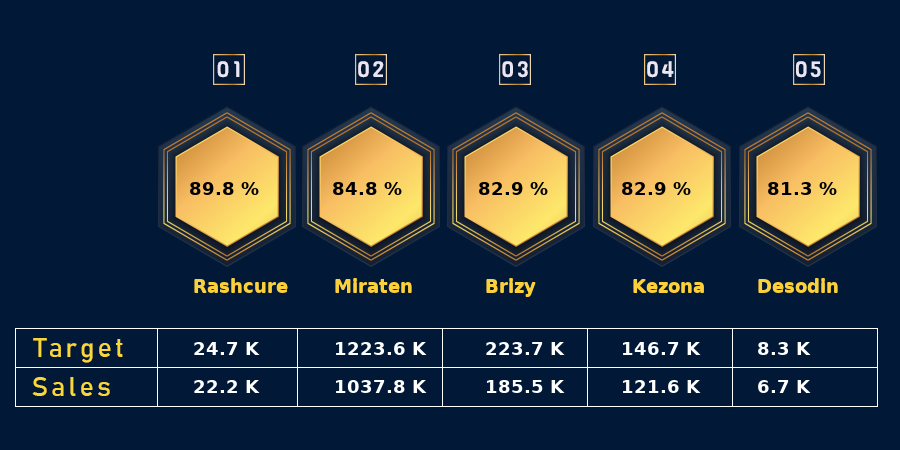 01 02 03 04 05
89.8 % 84.8 % 82.9 % 82.9 % 81.3 %
Rashcure Miraten Brizy Kezona Desodin
Target 24.7 K 1223.6 K 223.7 K 146.7 K 8.3 K
Sales 22.2 K 1037.8 K 185.5 K 121.6 K 6.7 K